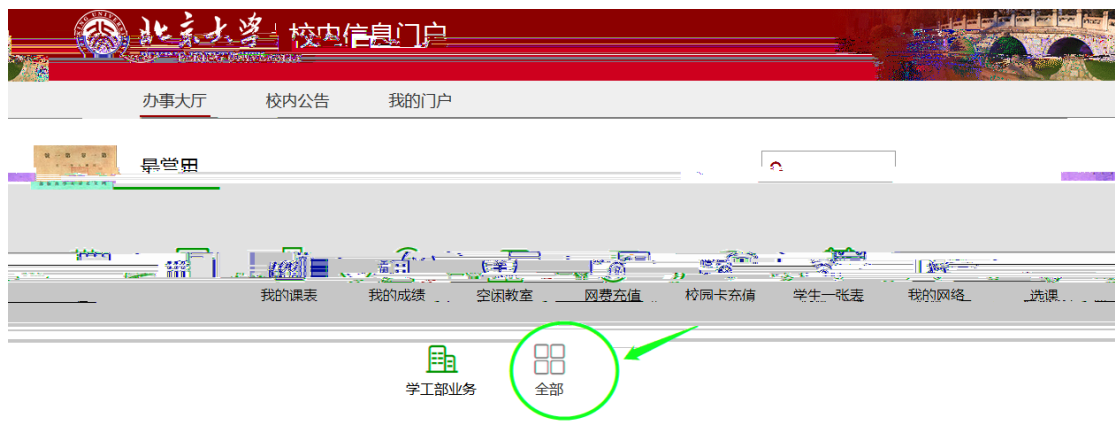 北京大学 校内信息门户
办事大厅 校内公告 我的门户
最常用
我的课表 我的成绩 空闲教室 网费充值 校园卡充值 学生一张表 我的网络 选课
学工部业务 全部